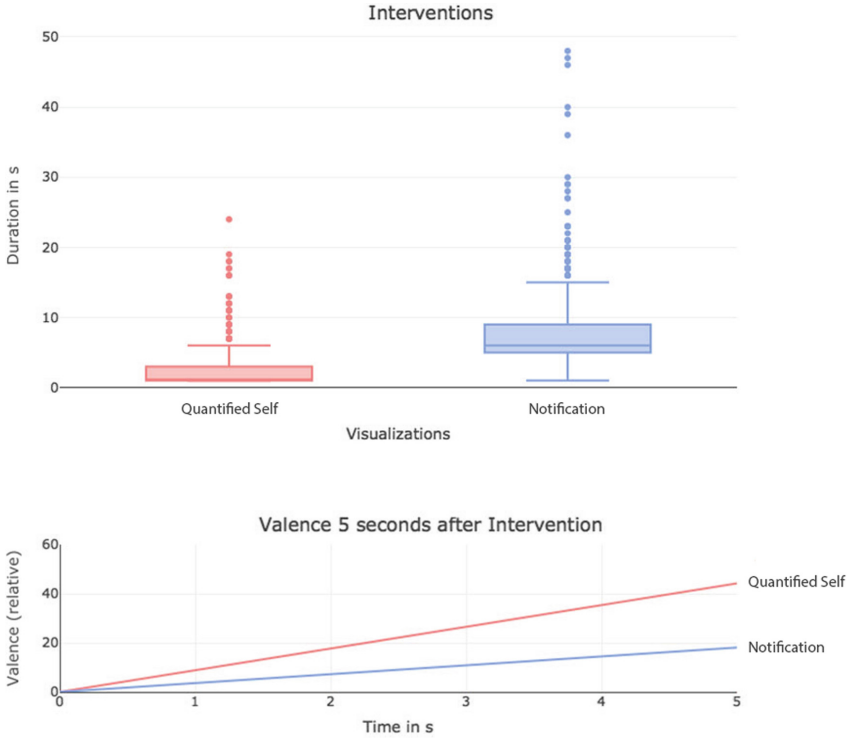 Interventions
50
40
30
20
10
0
Duration in s
Quantified Self
Notification
Visualizations
Valence 5 seconds after Intervention
60
40
20
0
Valence (relative)
Quantified Self
Notification
0 1 2 3 4 5
Time in s